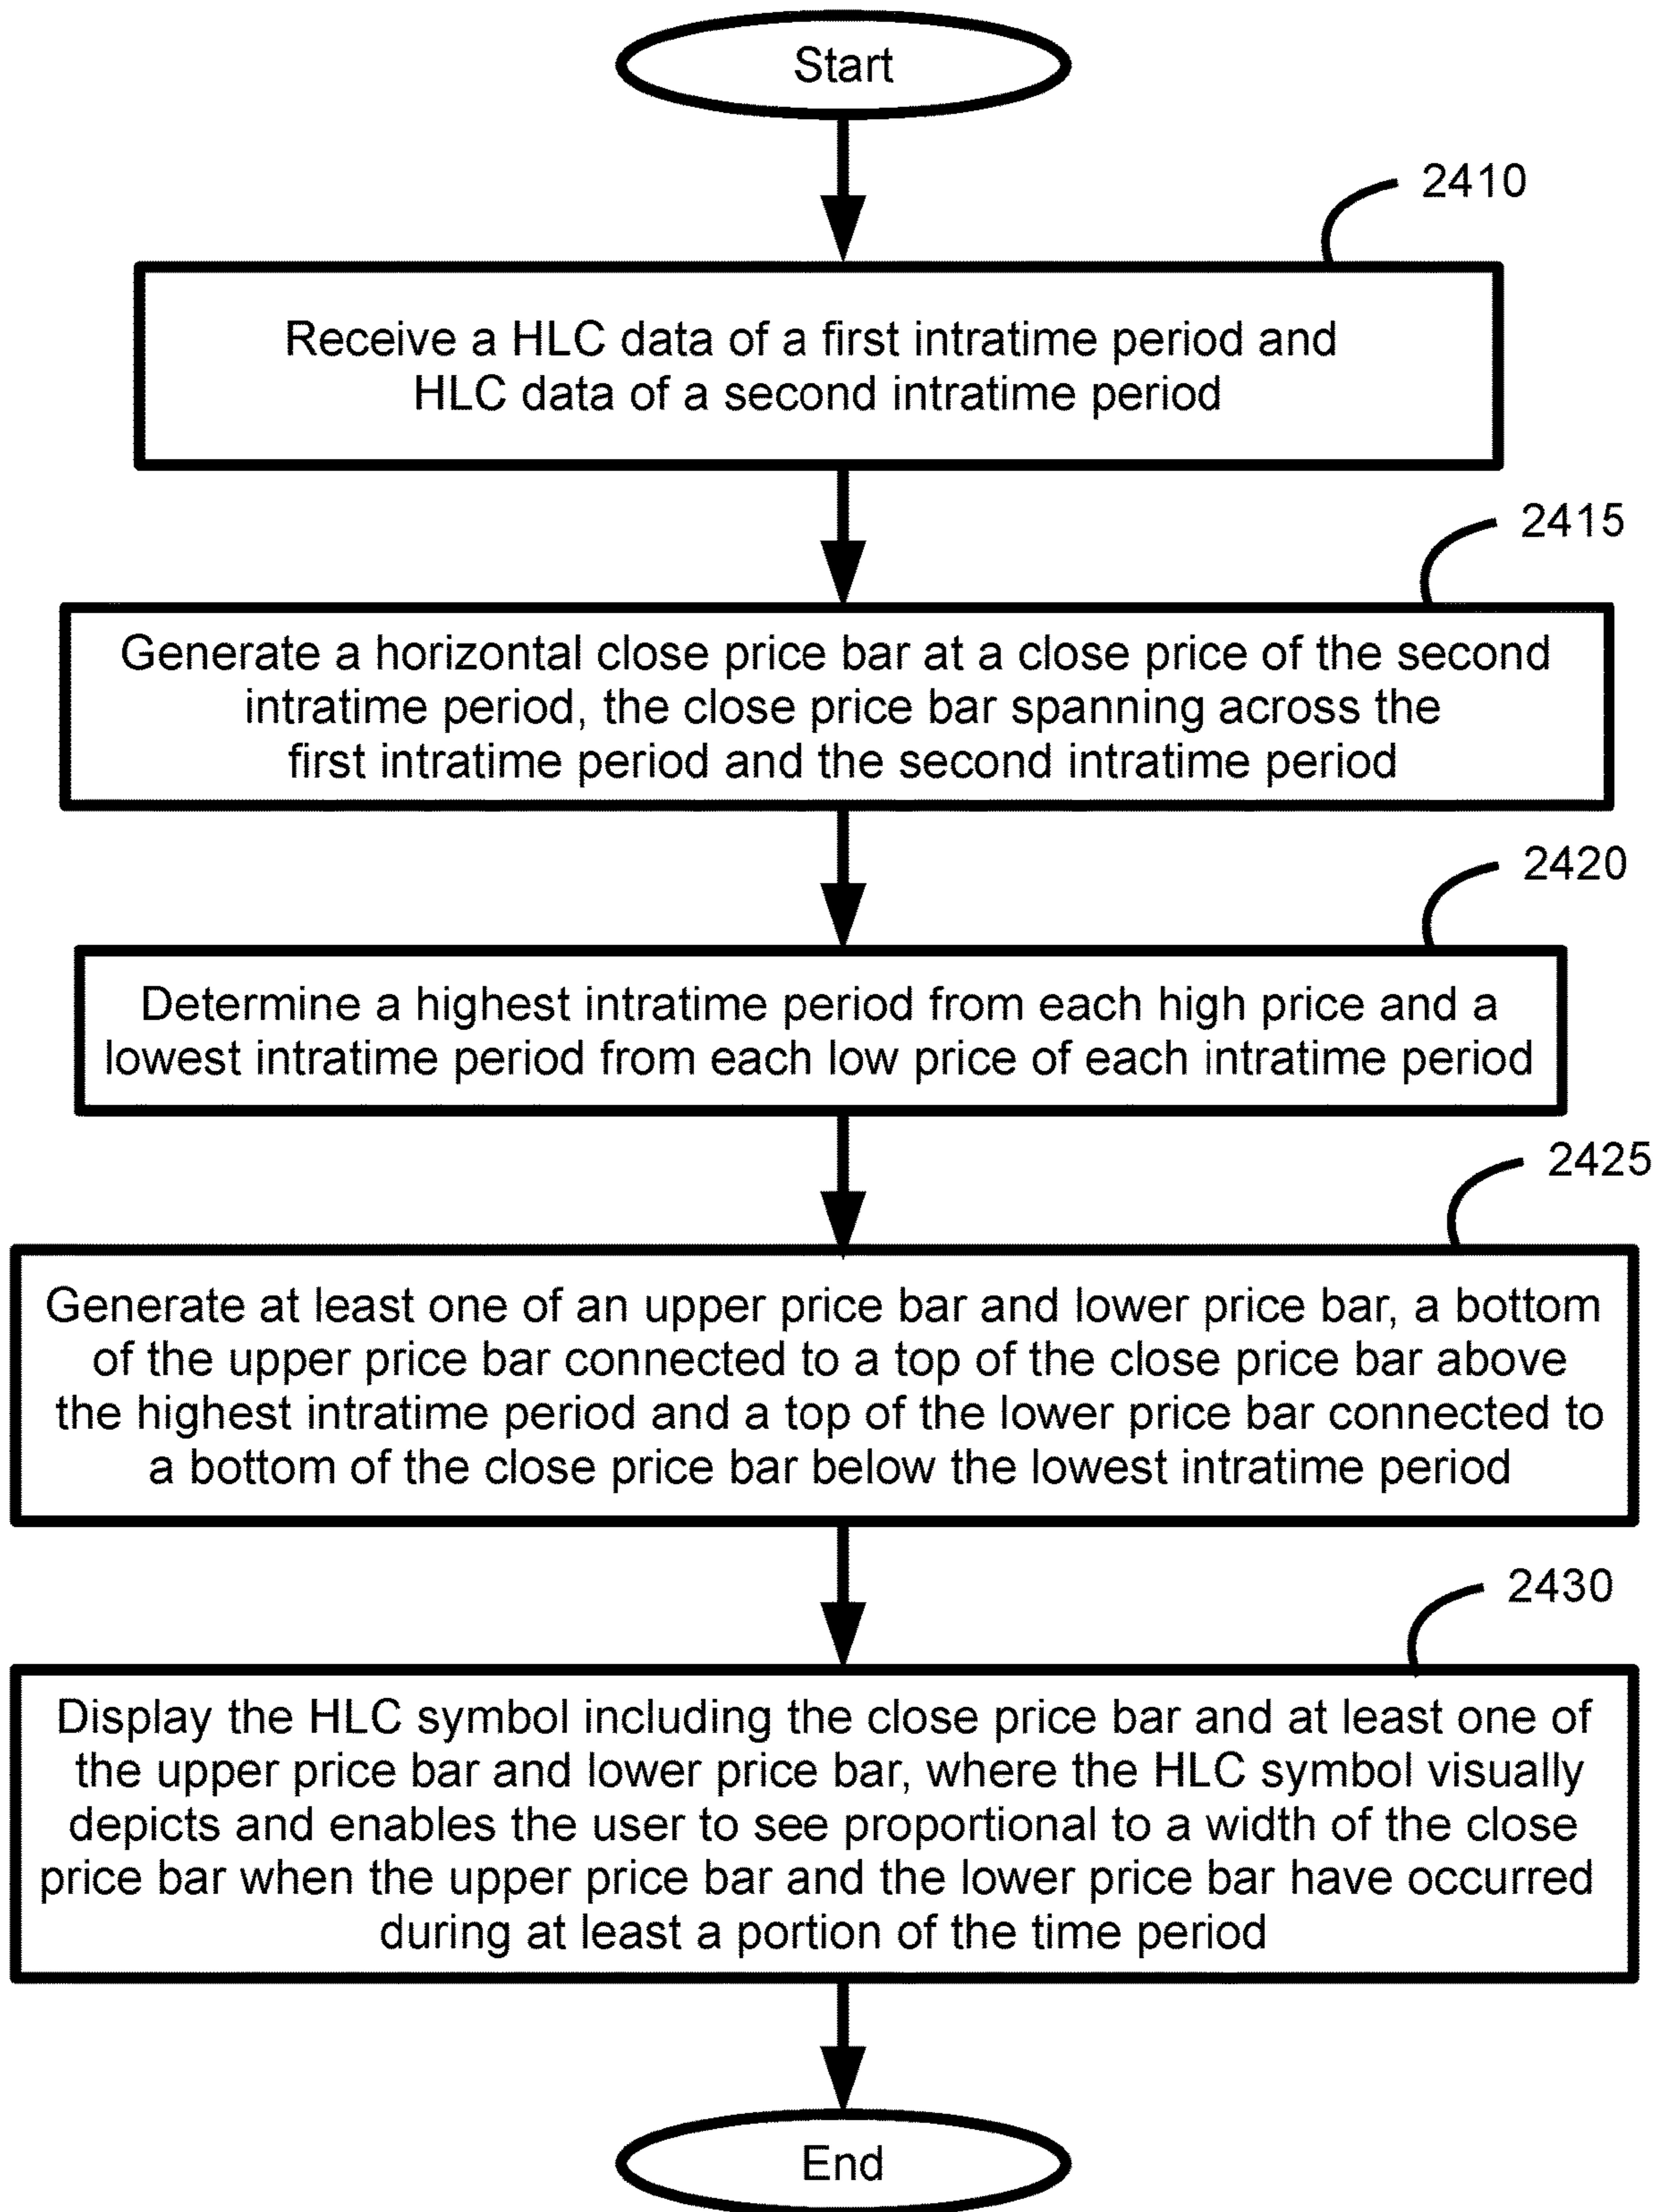 Start
2410
Receive a HLC data of a first intratime period and
HLC data of a second intratime period
2415
Generate a horizontal close price bar at a close price of the second
intratime period, the close price bar spanning across the
first intratime period and the second intratime period
2420
Determine a highest intratime period from each high price and a
lowest intratime period from each low price of each intratime period
2425
Generate at least one of an upper price bar and lower price bar, a bottom
of the upper price bar connected to a top of the close price bar above
the highest intratime period and a top of the lower price bar connected to
a bottom of the close price bar below the lowest intratime period
2430
Display the HLC symbol including the close price bar and at least one of
the upper price bar and lower price bar, where the HLC symbol visually
depicts and enables the user to see proportional to a width of the close
price bar when the upper price bar and the lower price bar have occurred
during at least a portion of the time period
End